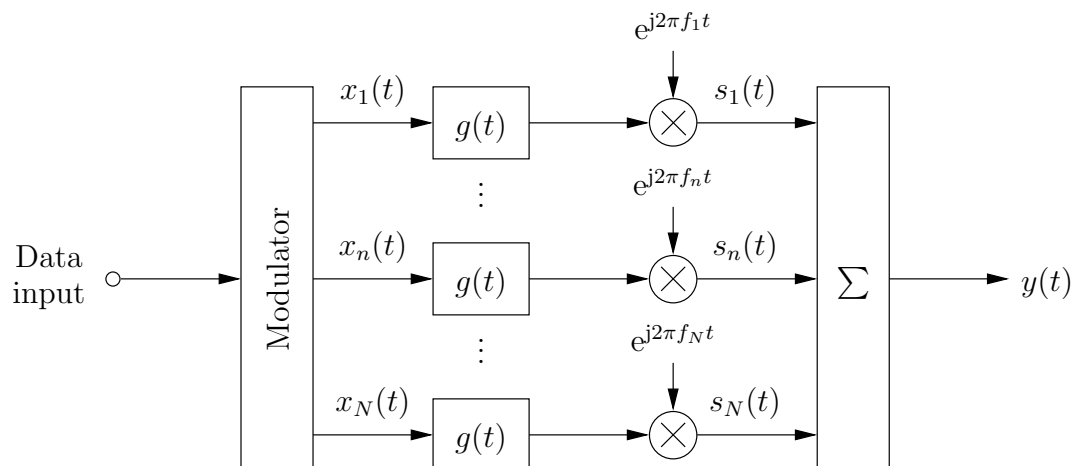 e^{j2πf_1t}
x_1(t)
g(t)
s_1(t)
⋮
e^{j2πf_nt}
Data
input
Modulator
x_n(t)
g(t)
s_n(t)
∑
y(t)
⋮
e^{j2πf_Nt}
x_N(t)
g(t)
s_N(t)